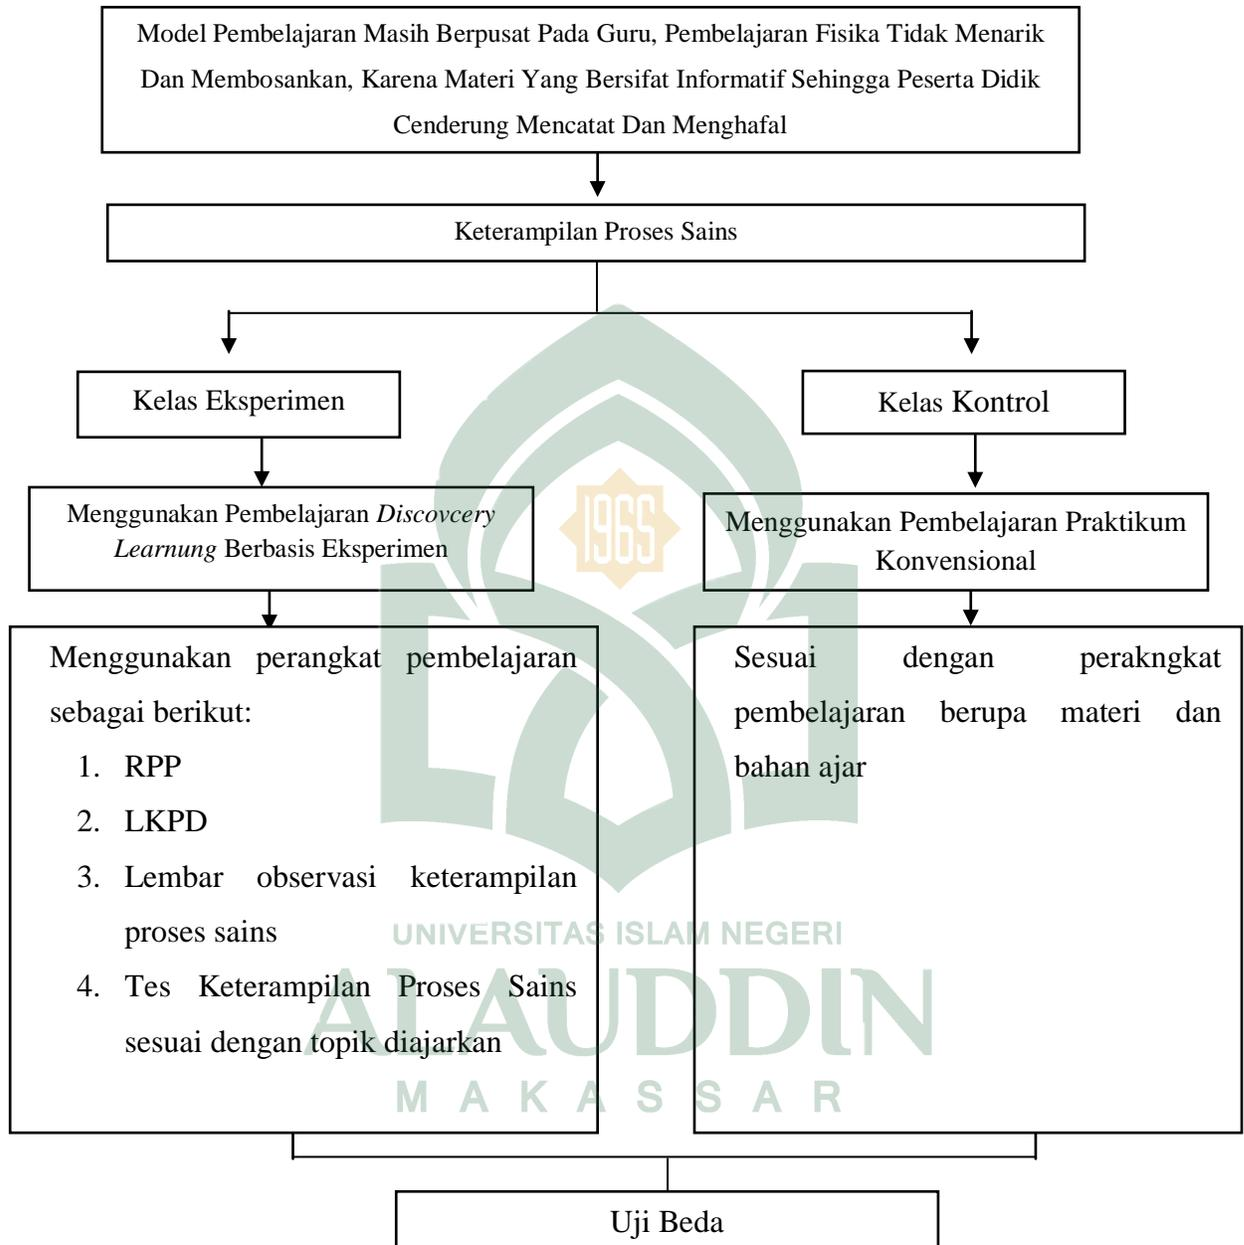 Model Pembelajaran Masih Berpusat Pada Guru, Pembelajaran Fisika Tidak Menarik
Dan Membosankan, Karena Materi Yang Bersifat Informatif Sehingga Peserta Didik
Cenderung Mencatat Dan Menghafal
Keterampilan Proses Sains
Kelas Eksperimen
Kelas Kontrol
Menggunakan Pembelajaran Discovcery
Learnung Berbasis Eksperimen
Menggunakan Pembelajaran Praktikum
Konvensional
1965
Menggunakan perangkat pembelajaran
sebagai berikut:
1. RPP
2. LKPD
3. Lembar observasi keterampilan
proses sains
4. Tes Keterampilan Proses Sains
sesuai dengan topik diajarkan
Sesuai dengan perakngkat
pembelajaran berupa materi dan
bahan ajar
UNIVERSITAS ISLAM NEGERI
ALAUDDIN
MAKASSAR
Uji Beda